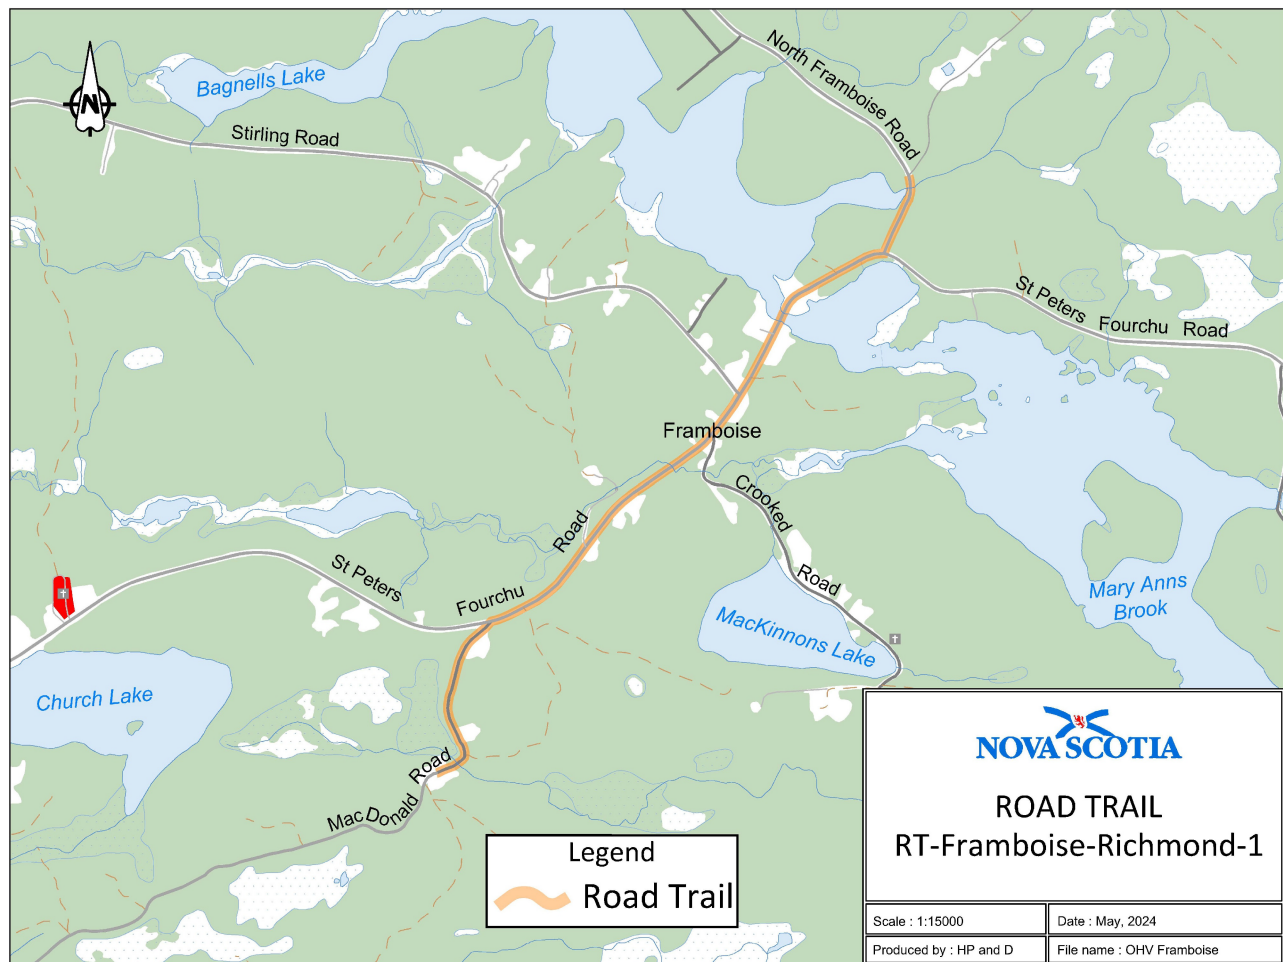 North Framboise Road
Bagnells Lake
N
Stirling Road
St Peters Fourchu Road
Framboise
Crooked Road
St Peters Fourchu Road
Mary Anns
Brook
MacKinnons Lake
Church Lake
Mac Donald Road
Legend
Road Trail
NOVA SCOTIA
ROAD TRAIL
RT-Framboise-Richmond-1
Scale : 1:15000
Date : May, 2024
Produced by : HP and D
File name : OHV Framboise